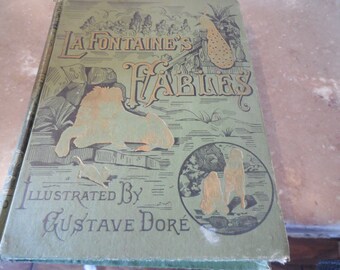 LA FONTAINE'S
FABLES
ILLUSTRATED BY
GUSTAVE DORÉ